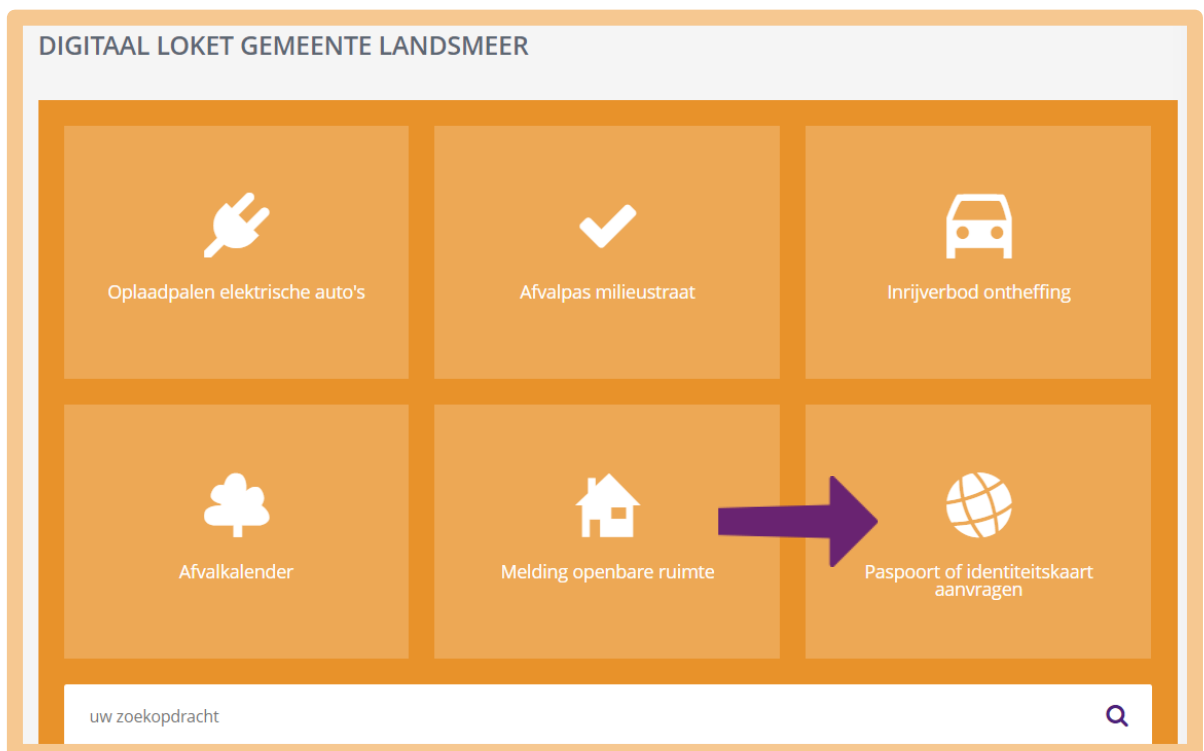 DIGITAAL LOKET GEMEENTE LANDSMEER
Oplaadpalen elektrische auto's
Afvalpas milieustraat
Inrijverbod ontheffing
Afvalkalender
Melding openbare ruimte
Paspoort of identiteitskaart
aanvragen
uw zoekopdracht